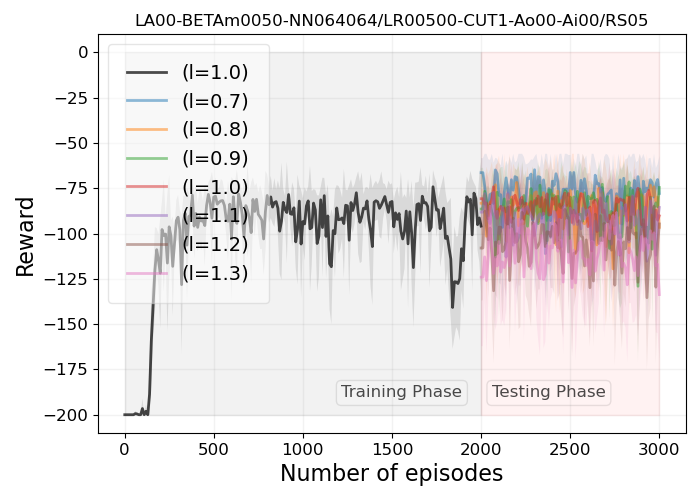 LA00-BETAm0050-NN064064/LR00500-CUT1-Ao00-Ai00/RS05
Reward
0
−25
−50
−75
−100
−125
−150
−175
−200
(l=1.0)
(l=0.7)
(l=0.8)
(l=0.9)
(l=1.0)
(l=1.1)
(l=1.2)
(l=1.3)
Training Phase
Testing Phase
0
500
1000
1500
2000
2500
3000
Number of episodes